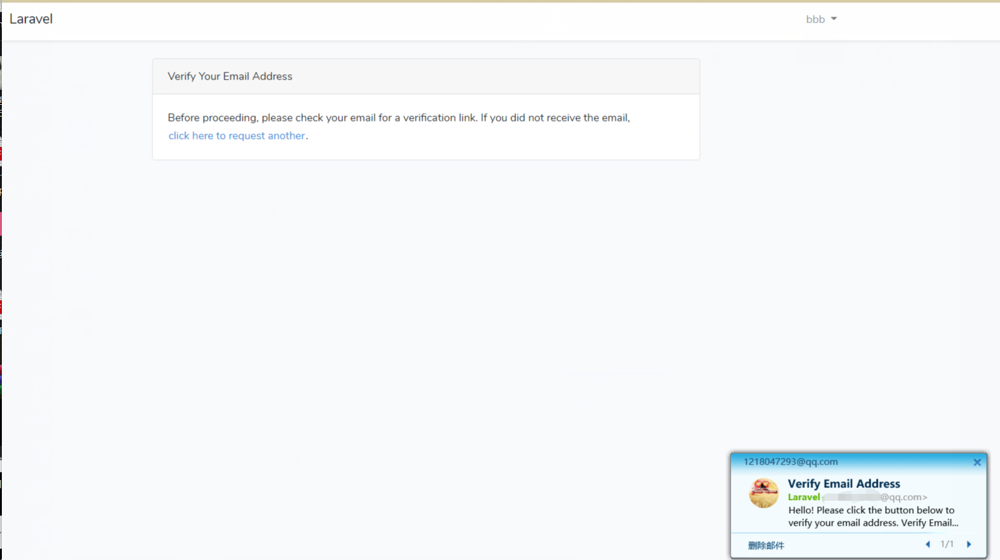 Laravel
bbb
Verify Your Email Address
Before proceeding, please check your email for a verification link. If you did not receive the email,
click here to request another.
1218047293@qq.com
Verify Email Address
Laravel @qq.com>
Hello! Please click the button below to
verify your email address. Verify Email...
删除邮件
1/1